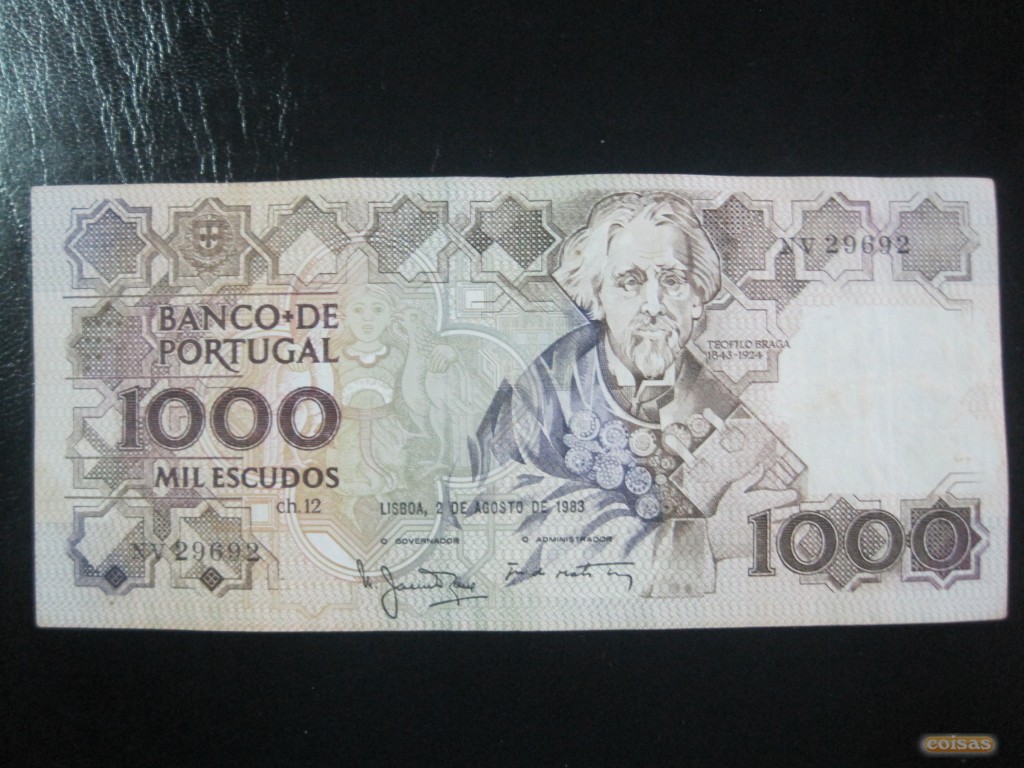 NV 29692
BANCO DE
PORTUGAL
TEOFILO BRAGA
1843-1924
1000
MIL ESCUDOS
ch. 12
LISBOA, 2 DE AGOSTO DE 1983
O GOVERNADOR
O ADMINISTRADOR
NV 29692
1000
coisas